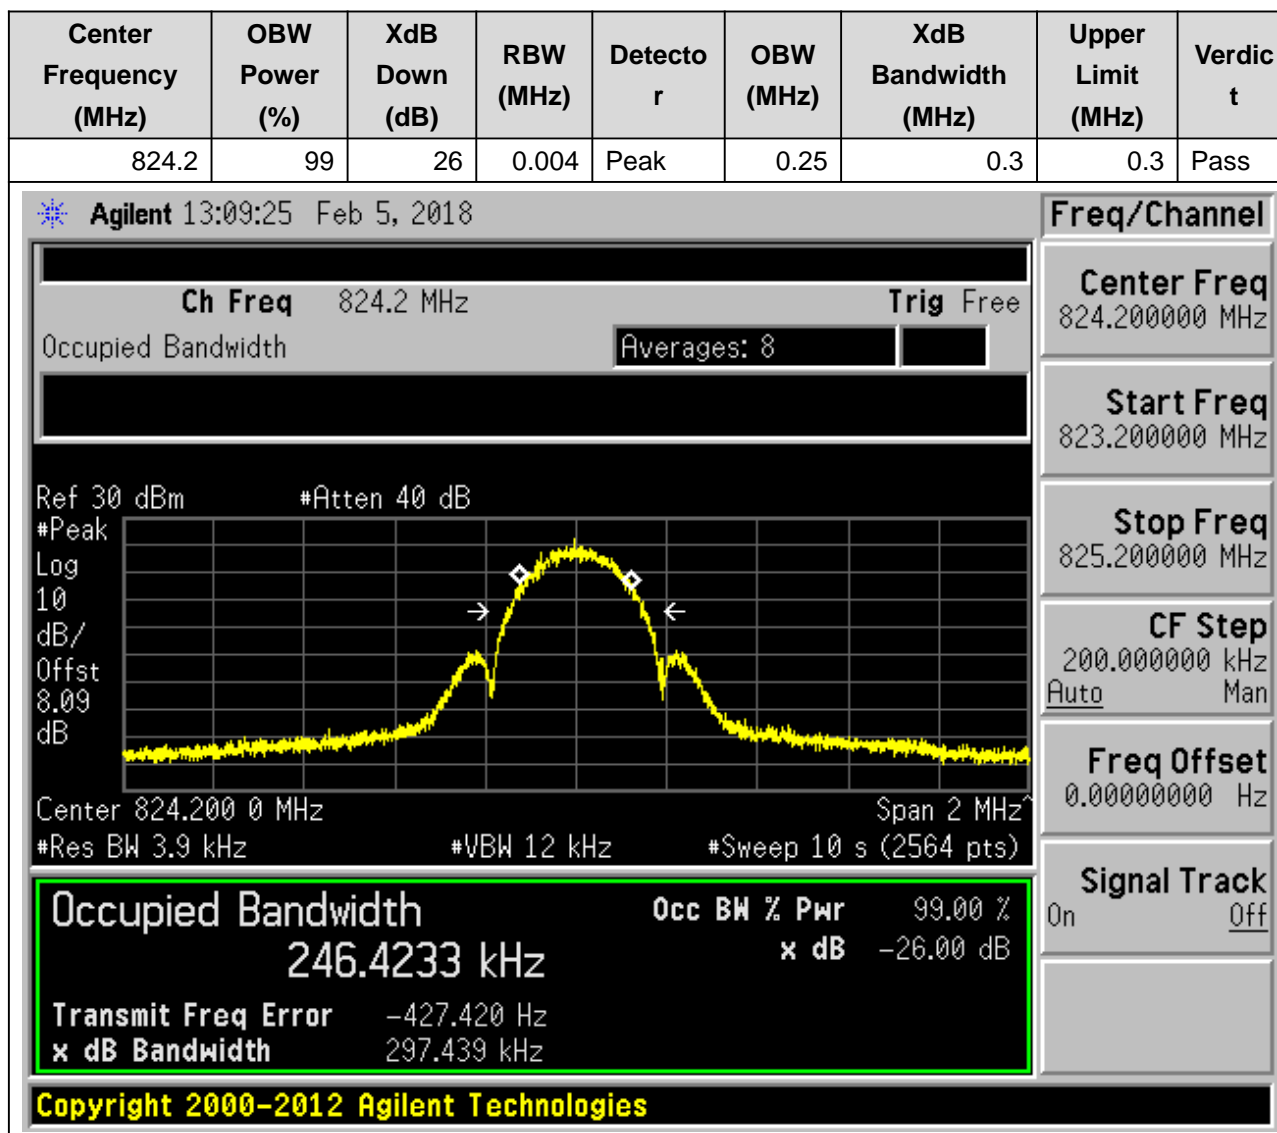 Center Frequency (MHz) OBW Power (%) XdB Down (dB) RBW (MHz) Detecto r OBW (MHz) XdB Bandwidth (MHz) Upper Limit (MHz) Verdic t
824.2 99 26 0.004 Peak 0.25 0.3 0.3 Pass
Agilent 13:09:25 Feb 5, 2018
Freq/Channel
Ch Freq 824.2 MHz Trig Free
Occupied Bandwidth Averages: 8
Ref 30 dBm #Atten 40 dB
#Peak
Log
10
dB/
Offst
8.09
dB
Center 824.200 0 MHz Span 2 MHz^
#Res BW 3.9 kHz #VBW 12 kHz #Sweep 10 s (2564 pts)
Occupied Bandwidth Occ BW % Pwr 99.00 %
246.4233 kHz x dB -26.00 dB
Transmit Freq Error -427.420 Hz
x dB Bandwidth 297.439 kHz
Center Freq
824.200000 MHz
Start Freq
823.200000 MHz
Stop Freq
825.200000 MHz
CF Step
200.000000 kHz
Auto Man
Freq Offset
0.00000000 Hz
Signal Track
On Off
Copyright 2000-2012 Agilent Technologies